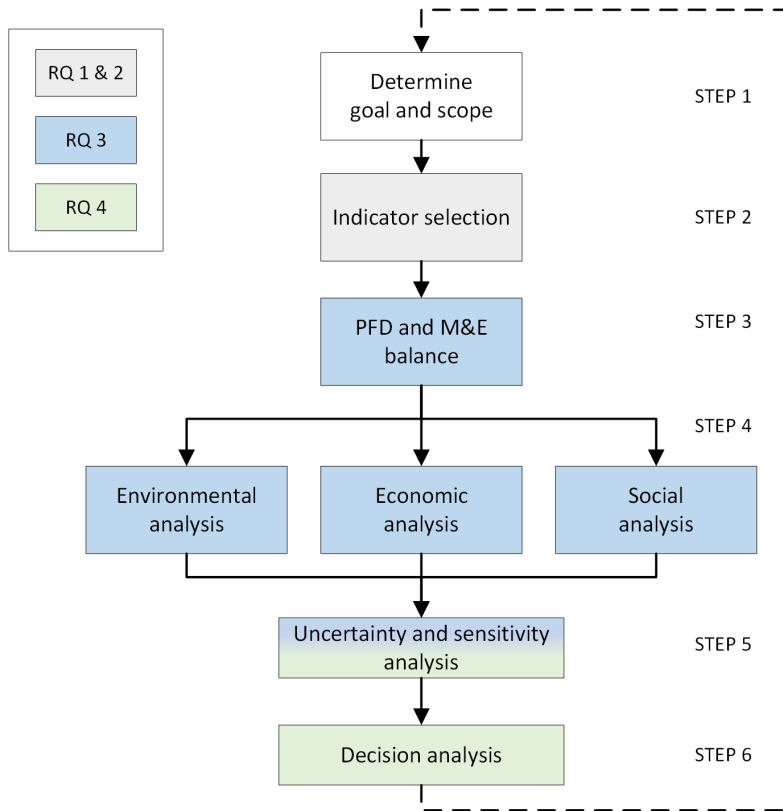 RQ 1 & 2
RQ 3
RQ 4
Determine
goal and scope
STEP 1
Indicator selection
STEP 2
PFD and M&E
balance
STEP 3
STEP 4
Environmental
analysis
Economic
analysis
Social
analysis
Uncertainty and sensitivity
analysis
STEP 5
Decision analysis
STEP 6